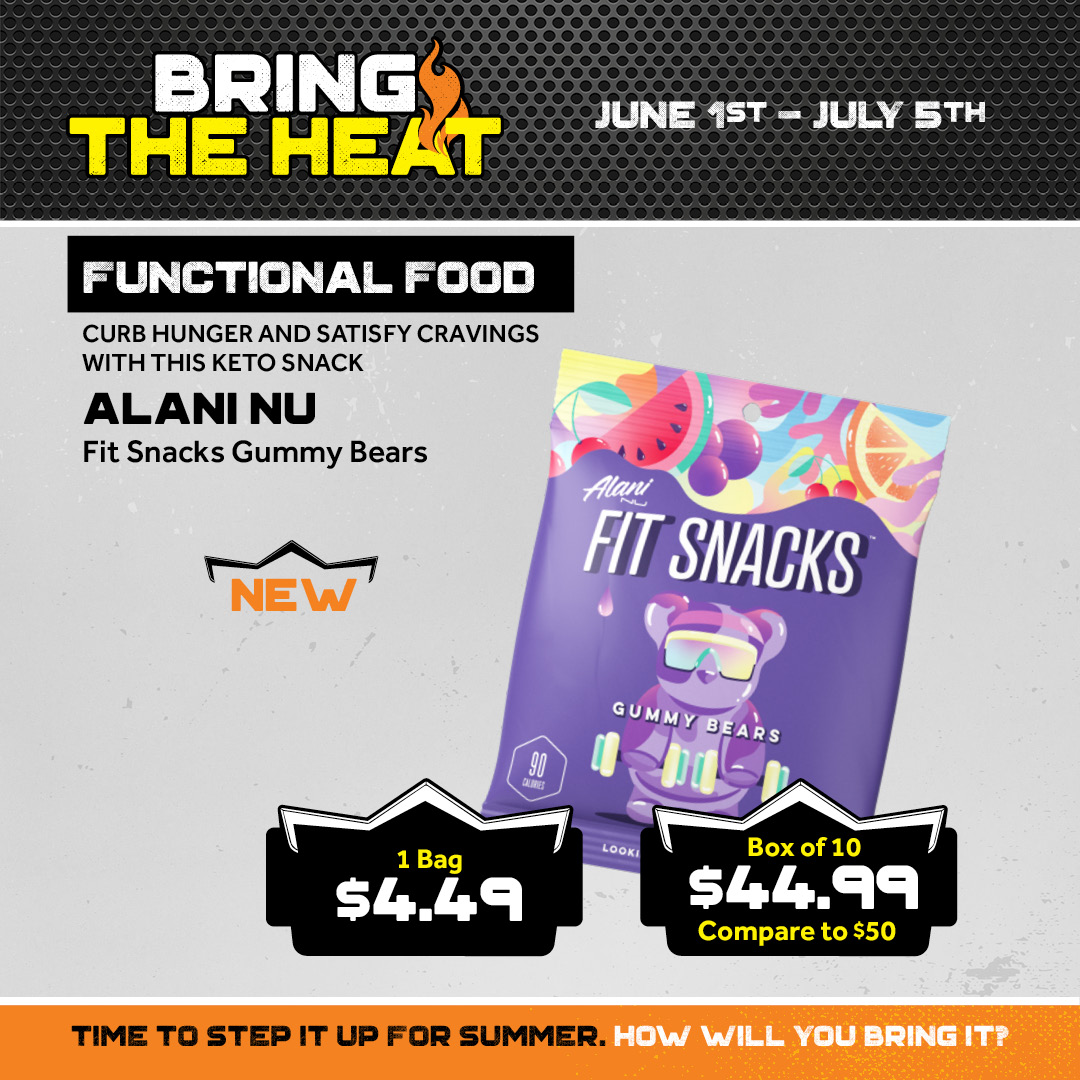 BRING
THE HEAT
JUNE 1ST – JULY 5TH
FUNCTIONAL FOOD
CURB HUNGER AND SATISFY CRAVINGS
WITH THIS KETO SNACK
ALANI NU
Fit Snacks Gummy Bears
NEW
Alani
NU
FIT SNACKS™
GUMMY BEARS
90
CALORIES
1 Bag
$4.49
Box of 10
$44.99
Compare to $50
TIME TO STEP IT UP FOR SUMMER. HOW WILL YOU BRING IT?